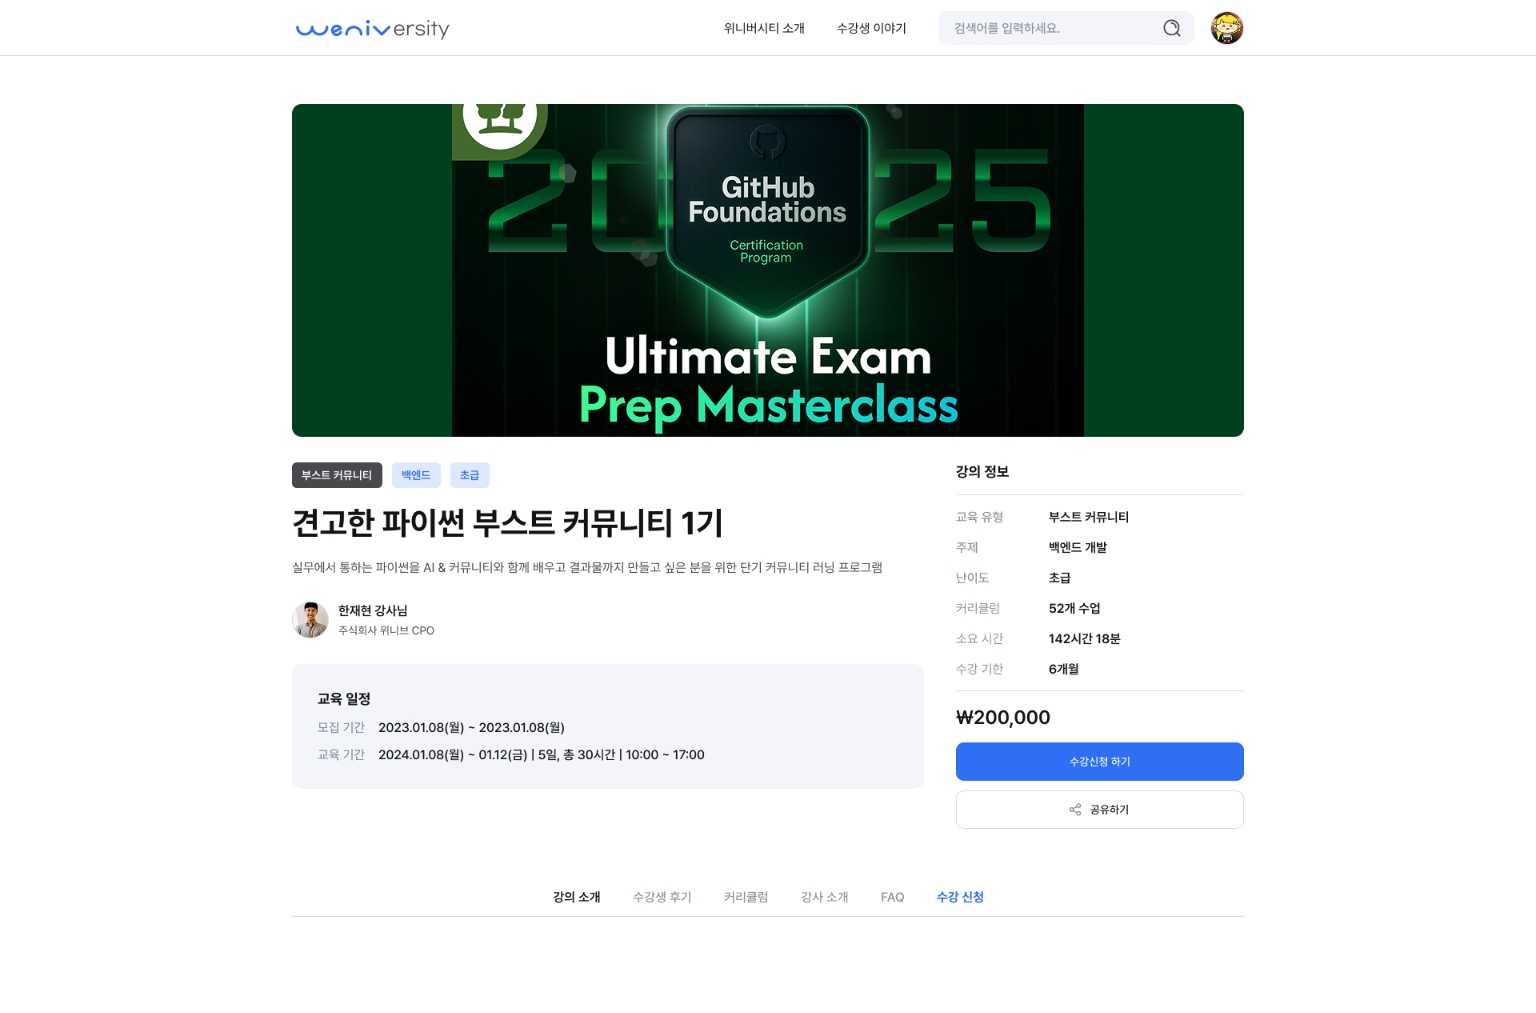 weniversity
위니버시티 소개
수강생 이야기
검색어를 입력하세요.
2025
GitHub
Foundations
Certification
Program
Ultimate Exam
Prep Masterclass
부스트 커뮤니티
백엔드
초급
견고한 파이썬 부스트 커뮤니티 1기
실무에서 통하는 파이썬을 AI & 커뮤니티와 함께 배우고 결과물까지 만들고 싶은 분을 위한 단기 커뮤니티 러닝 프로그램
한재현 강사님
주식회사 위니브 CPO
교육 일정
모집 기간 2023.01.08(월) ~ 2023.01.08(월)
교육 기간 2024.01.08(월) ~ 01.12(금) | 5일, 총 30시간 | 10:00 ~ 17:00
강의 정보
교육 유형 부스트 커뮤니티
주제 백엔드 개발
난이도 초급
커리큘럼 52개 수업
소요 시간 142시간 18분
수강 기한 6개월
₩200,000
수강신청 하기
공유하기
강의 소개
수강생 후기
커리큘럼
강사 소개
FAQ
수강 신청